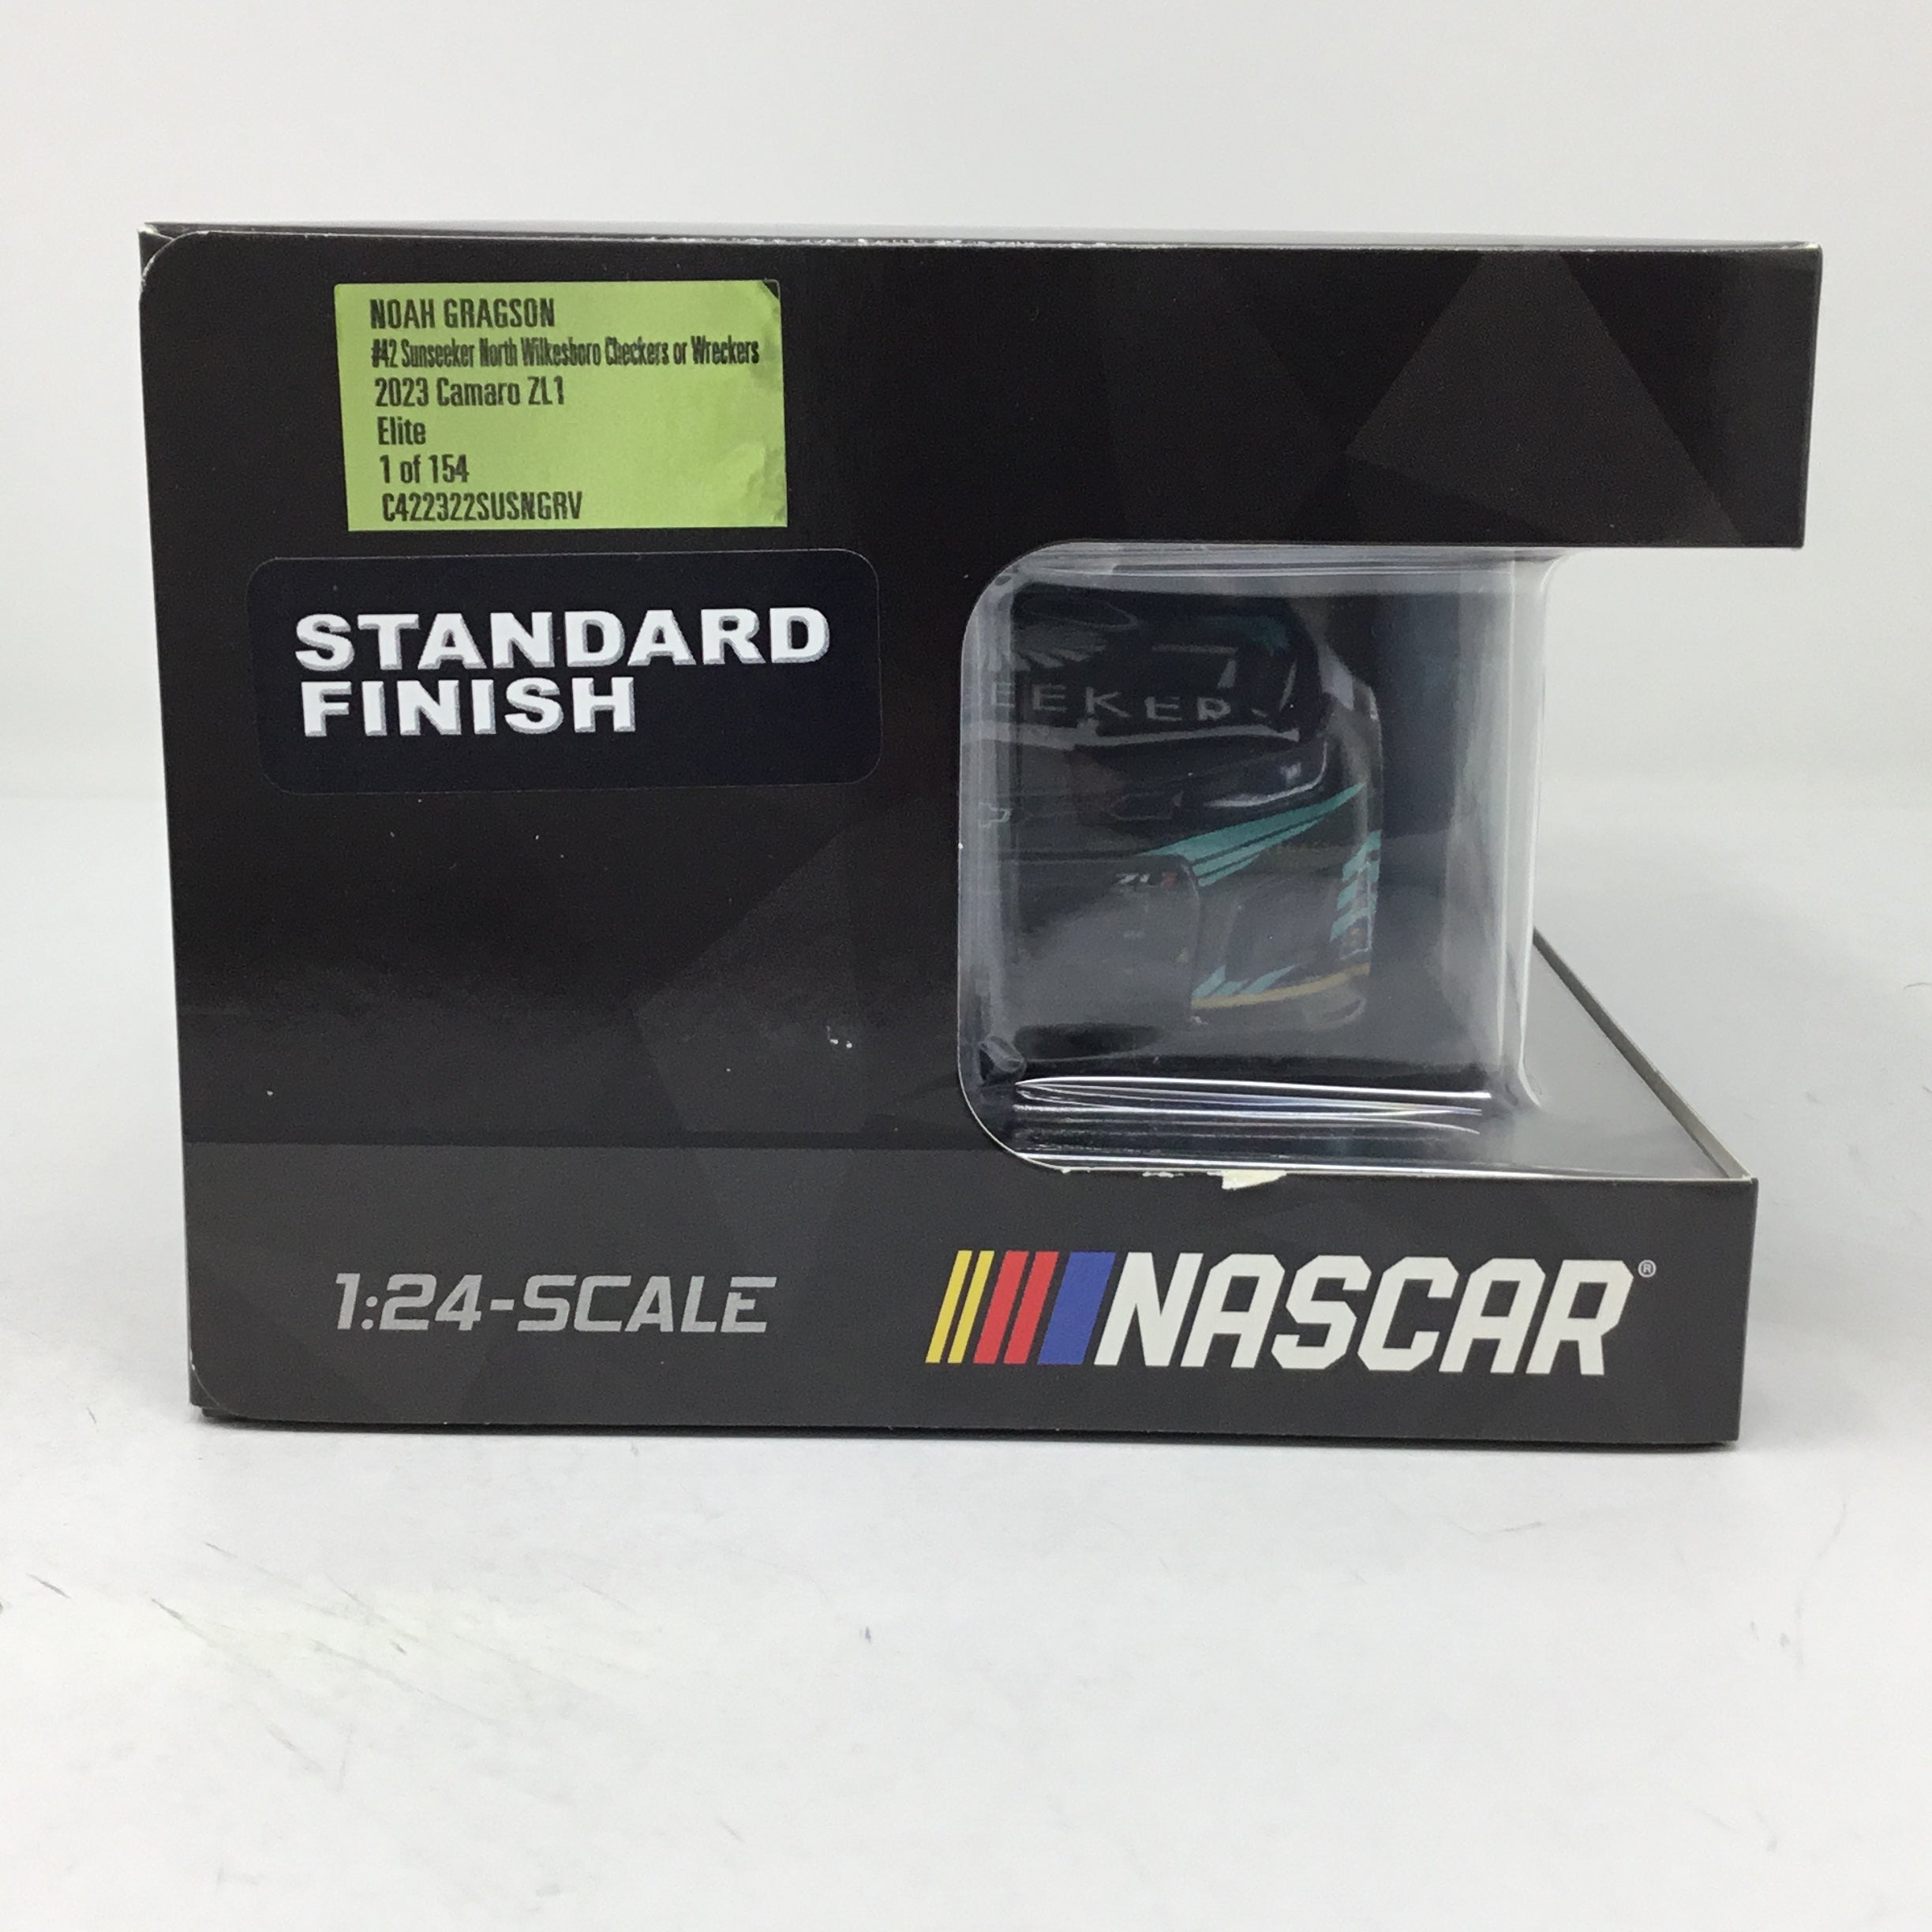 NOAH GRAGSON
#42 Sunseeker North Wilkesboro Checkers or Wreckers
2023 Camaro ZL1
Elite
1 of 154
C422322SUSNGRV
STANDARD
FINISH
EEKER
ZL1
1:24-SCALE
NASCAR®